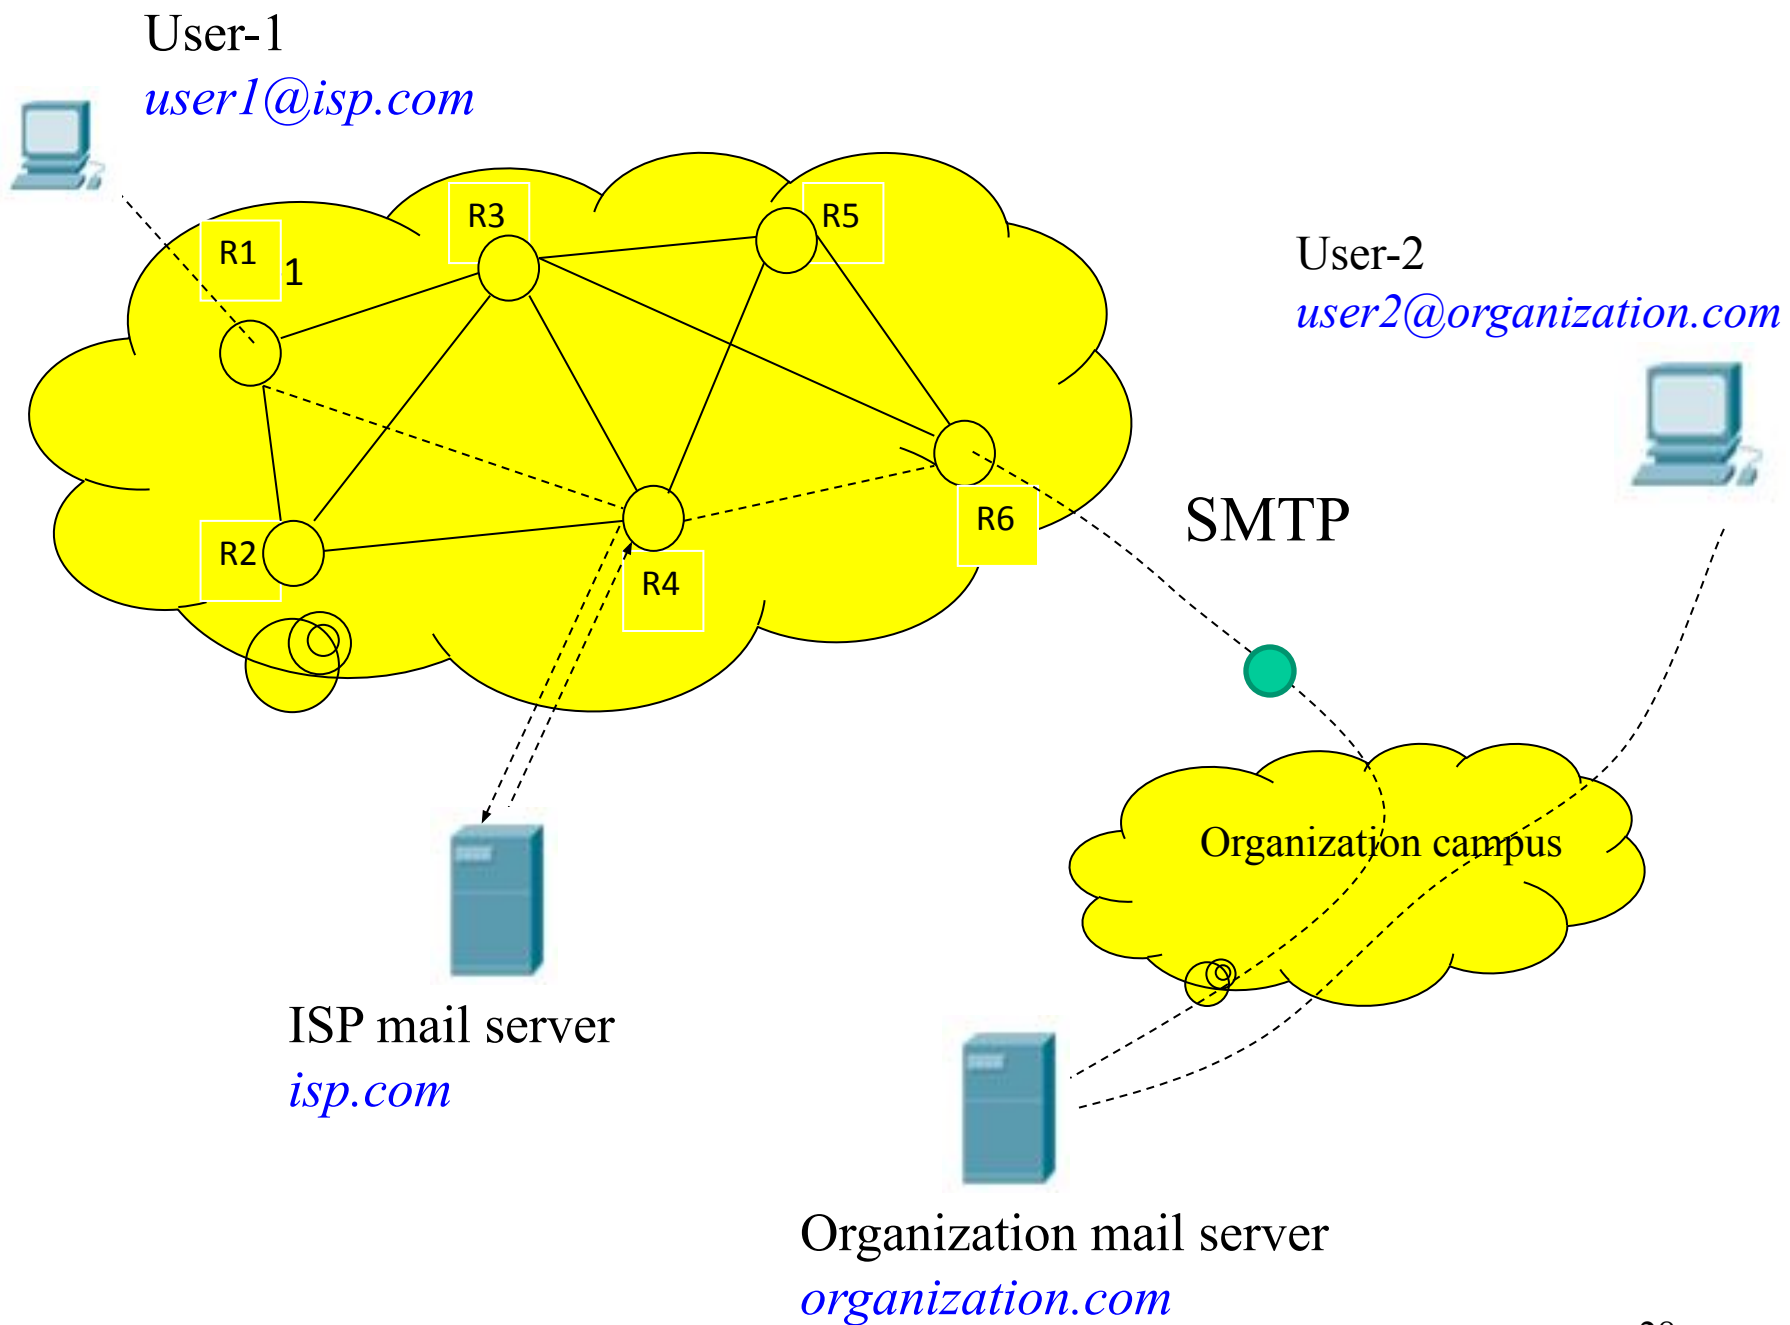 User-1
user1@isp.com
R1
1
R3
R5
User-2
user2@organization.com
R2
R4
R6
SMTP
Organization campus
ISP mail server
isp.com
Organization mail server
organization.com